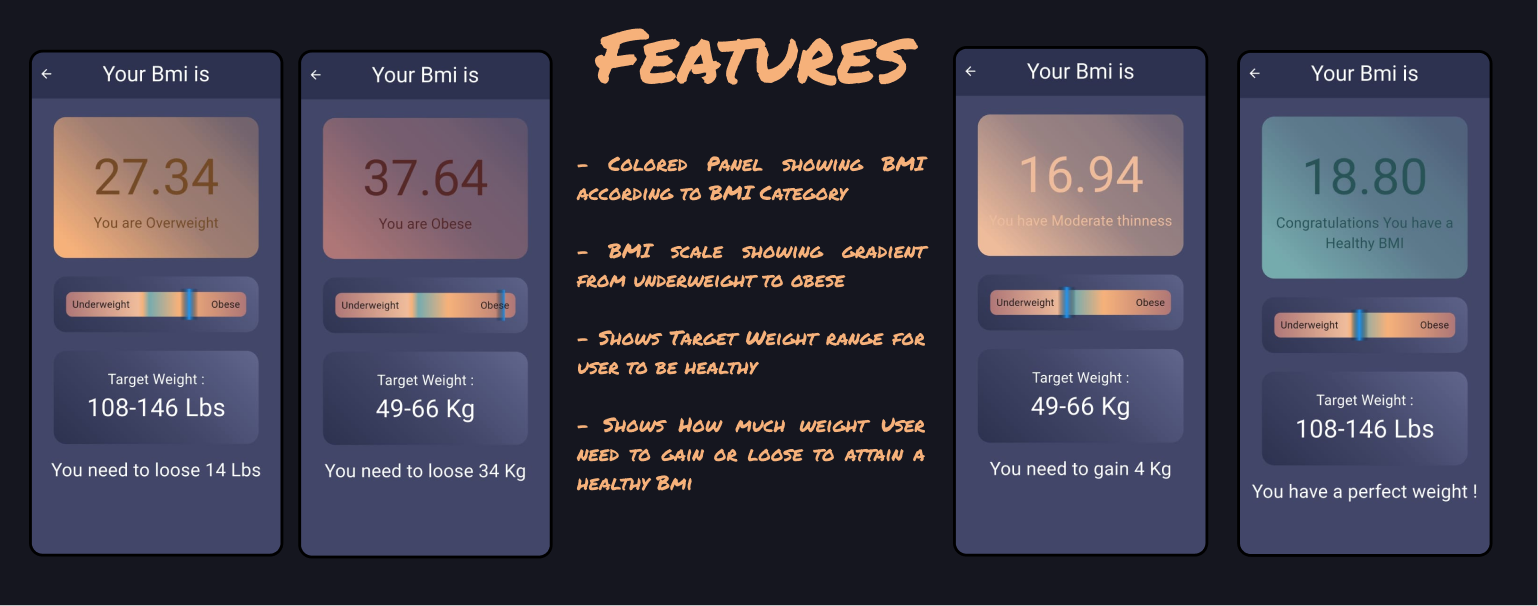 Your Bmi is
27.34
You are Overweight
Underweight Obese
Target Weight :
108-146 Lbs
You need to loose 14 Lbs
Your Bmi is
37.64
You are Obese
Underweight Obese
Target Weight :
49-66 Kg
You need to loose 34 Kg
FEATURES
- COLORED PANEL SHOWING BMI
ACCORDING TO BMI CATEGORY
- BMI SCALE SHOWING GRADIENT
FROM UNDERWEIGHT TO OBESE
- SHOWS TARGET WEIGHT RANGE FOR
USER TO BE HEALTHY
- SHOWS HOW MUCH WEIGHT USER
NEED TO GAIN OR LOOSE TO ATTAIN A
HEALTHY BMI
Your Bmi is
16.94
You have Moderate thinness
Underweight Obese
Target Weight :
49-66 Kg
You need to gain 4 Kg
Your Bmi is
18.80
Congratulations You have a
Healthy BMI
Underweight Obese
Target Weight :
108-146 Lbs
You have a perfect weight !